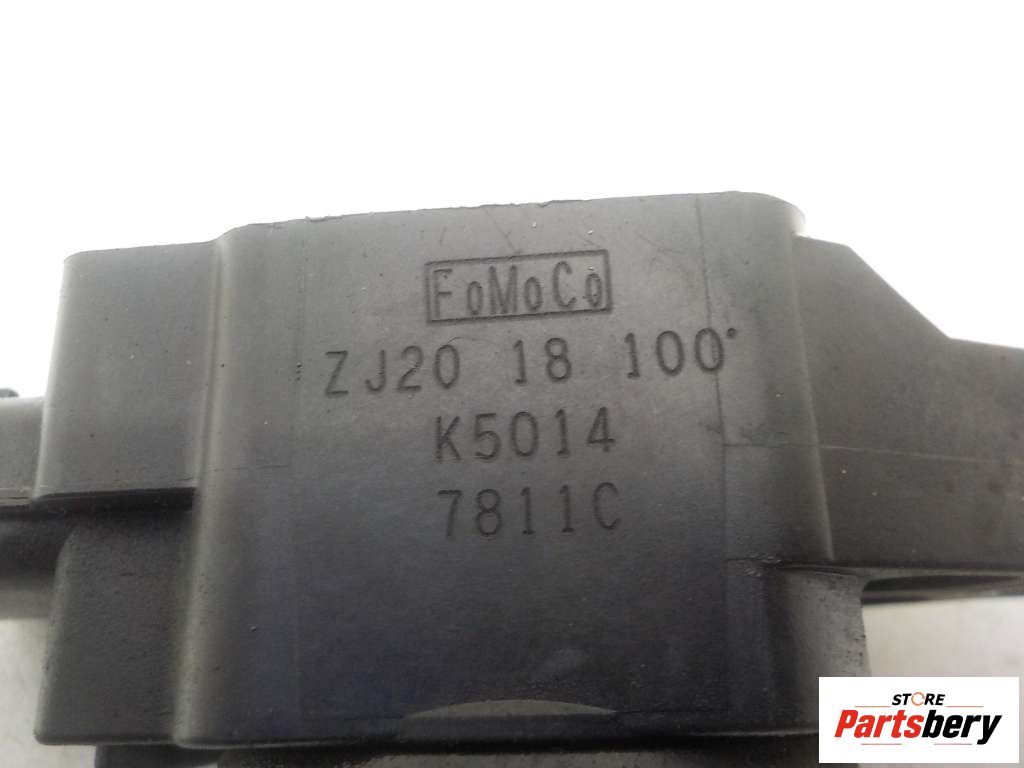 FoMoCo
ZJ20 18 100°
K5014
7811C
STORE
Partsbery